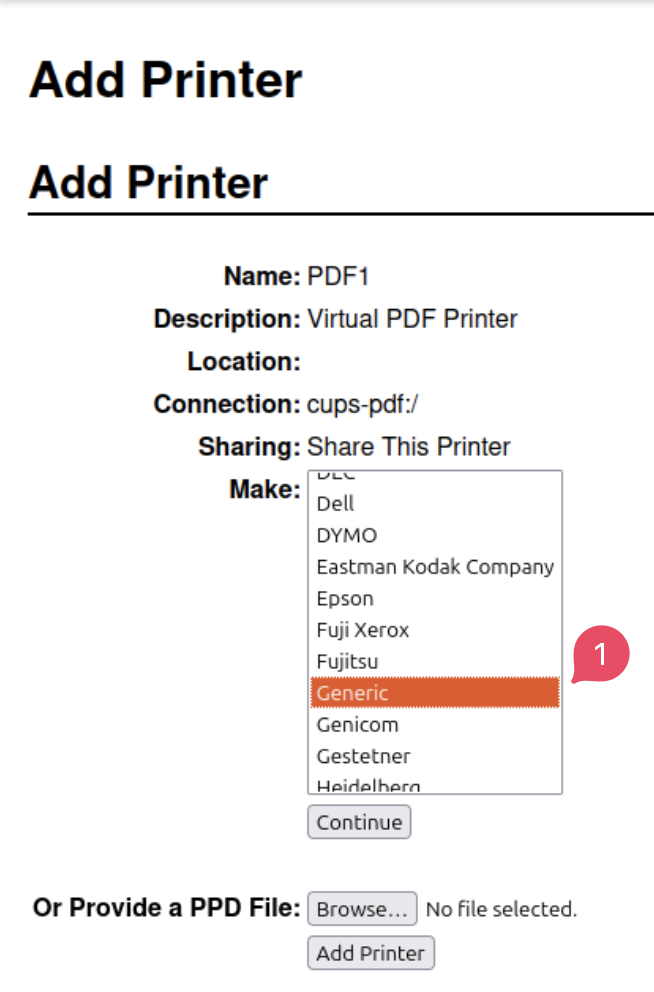 Add Printer
Add Printer
Name: PDF1
Description: Virtual PDF Printer
Location:
Connection: cups-pdf:/
Sharing: Share This Printer
Make:
DEC
Dell
DYMO
Eastman Kodak Company
Epson
Fuji Xerox
Fujitsu
1
Generic
Genicom
Gestetner
Heidelberg
Continue
Or Provide a PPD File: Browse... No file selected.
Add Printer